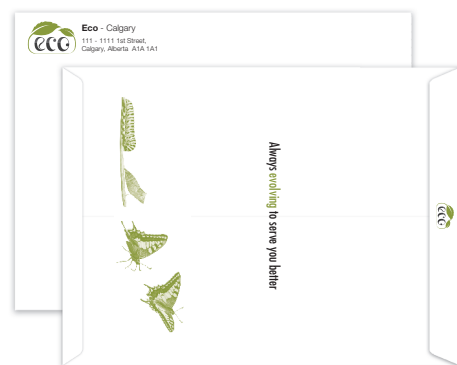 eco
Eco - Calgary
111 - 1111 1st Street,
Calgary, Alberta A1A 1A1
Always evolving to serve you better
eco